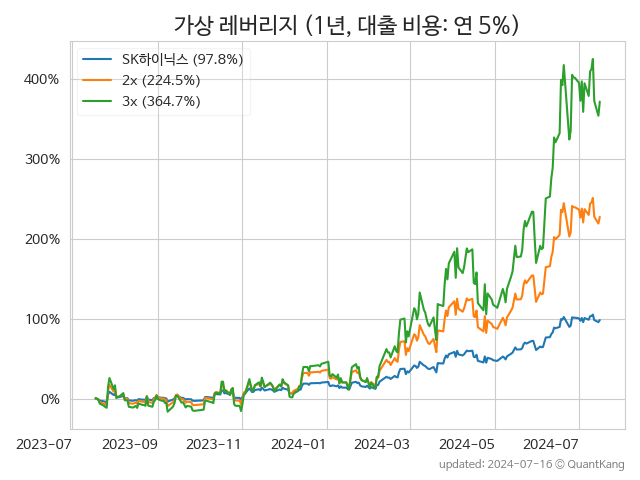 가상 레버리지 (1년, 대출 비용: 연 5%)
SK하이닉스 (97.8%)
2x (224.5%)
3x (364.7%)
400%
300%
200%
100%
0%
2023-07 2023-09 2023-11 2024-01 2024-03 2024-05 2024-07
updated: 2024-07-16 © QuantKang